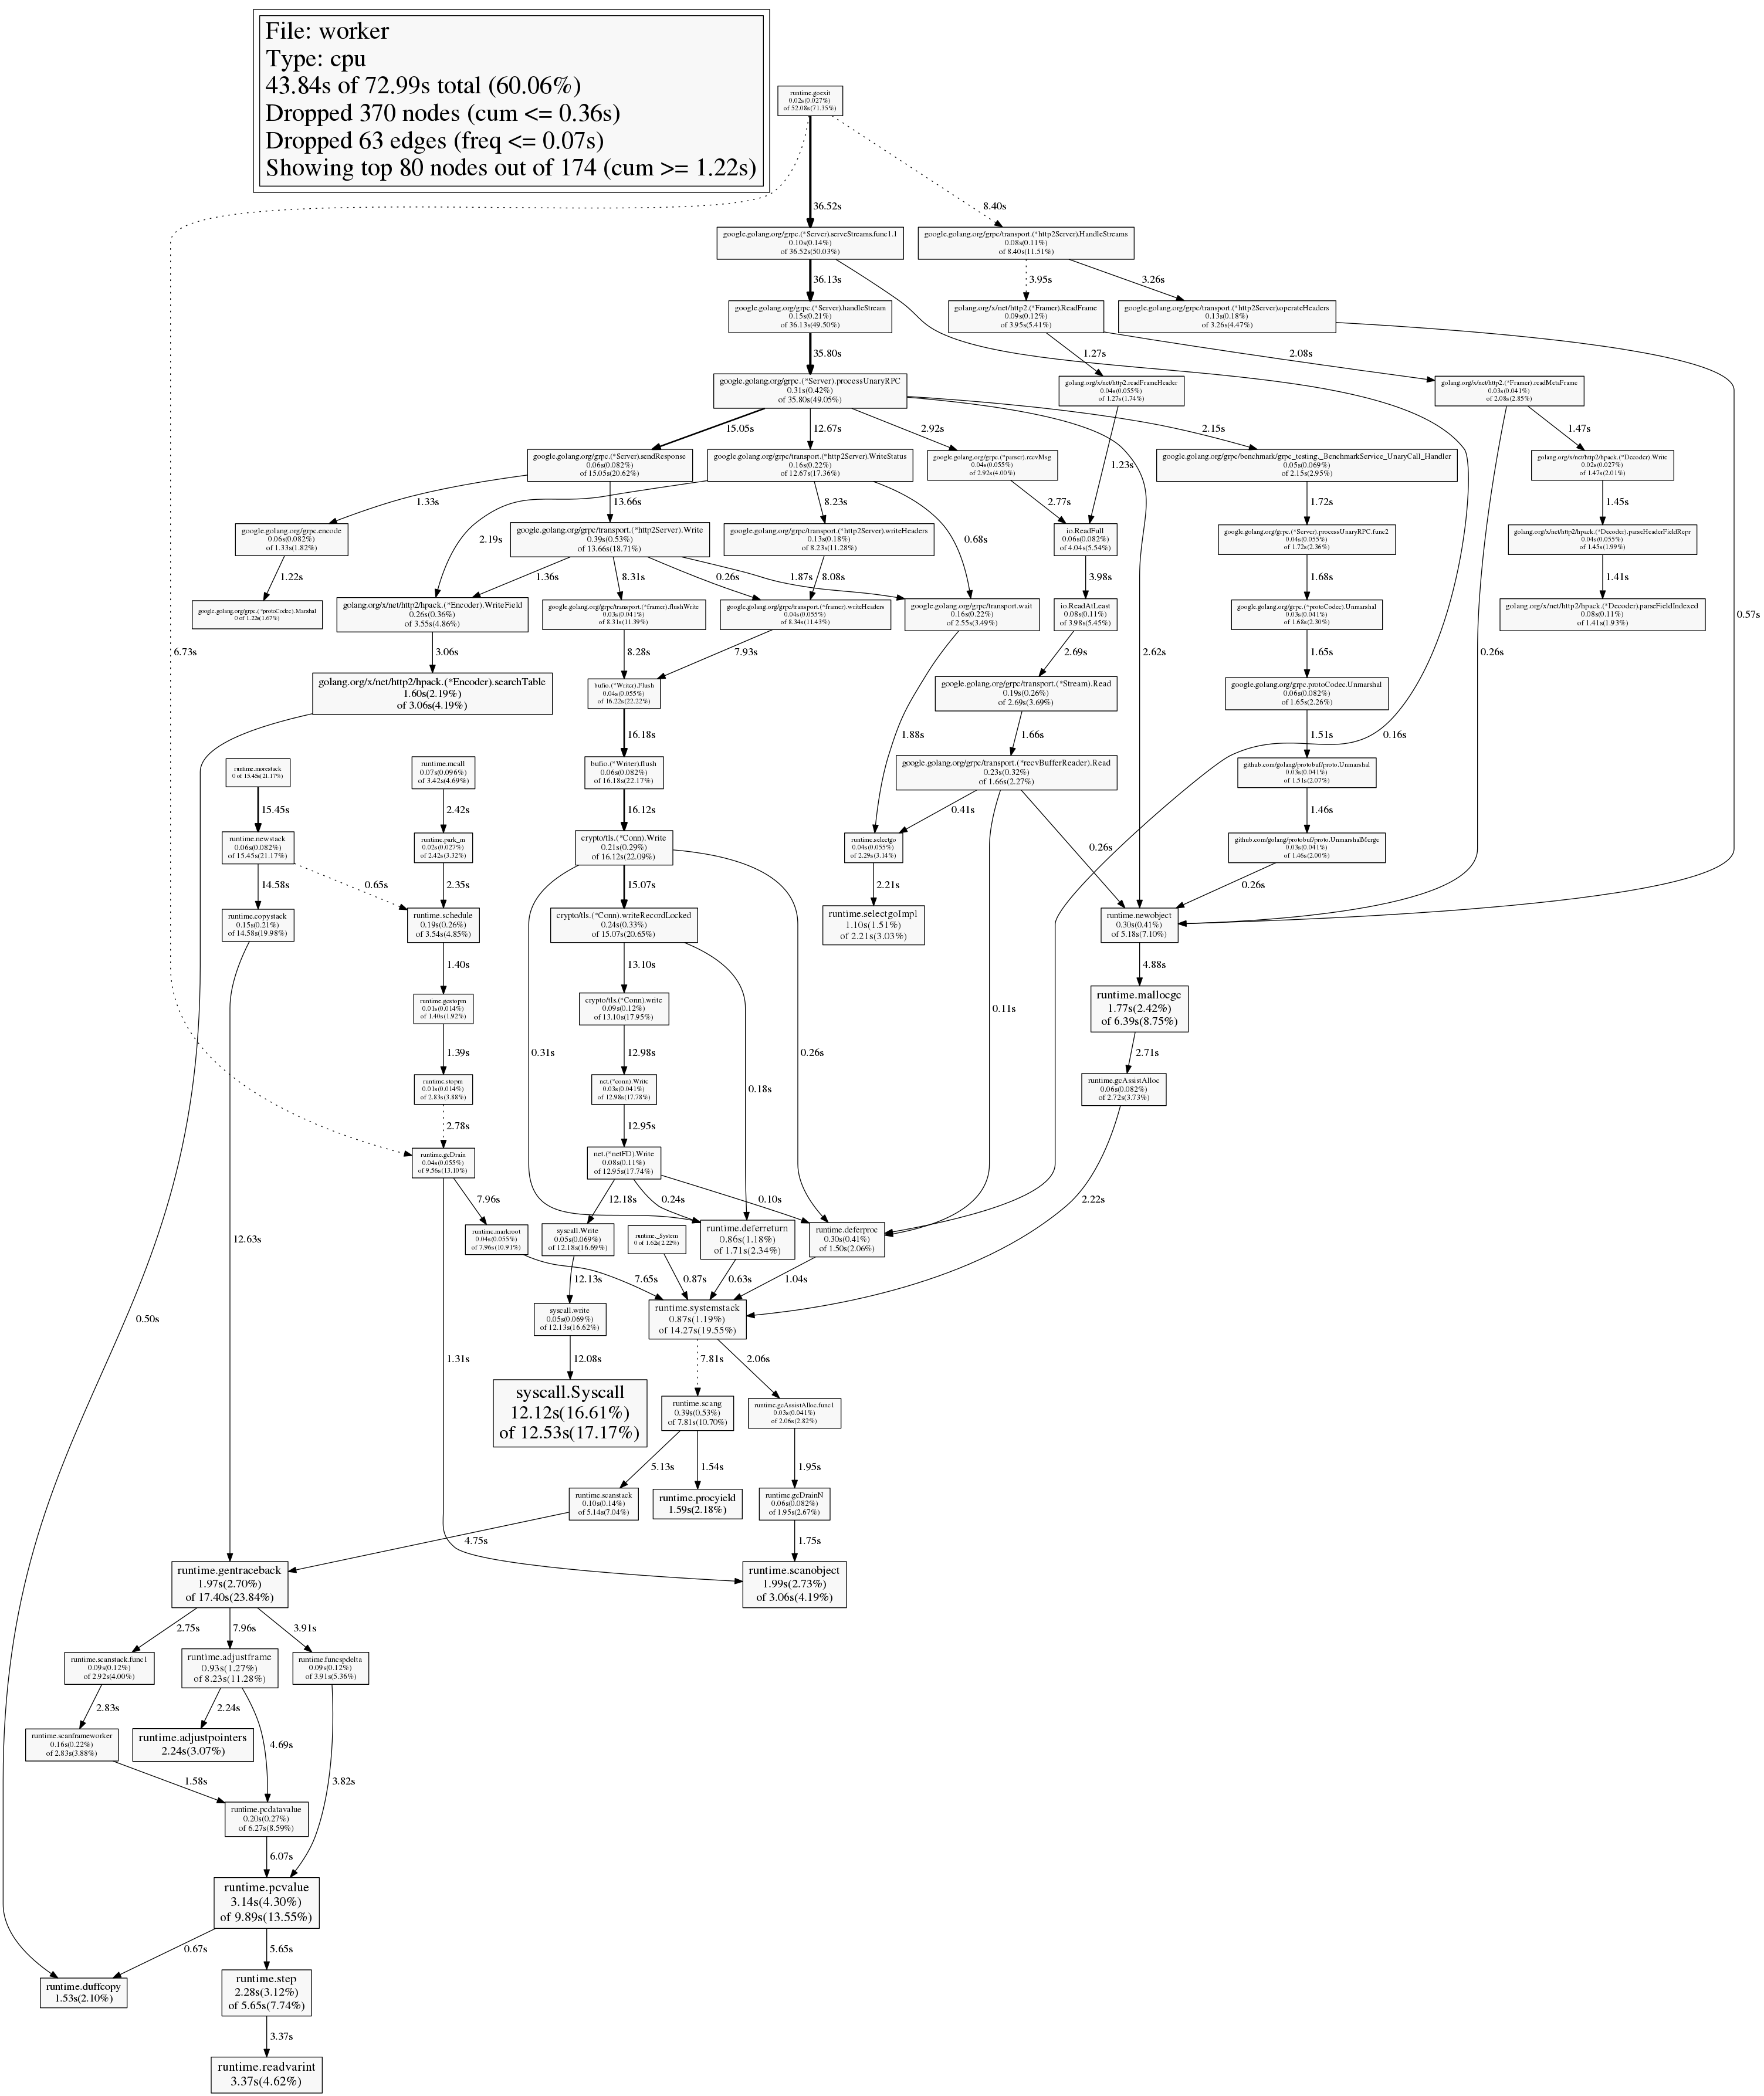 File: worker
Type: cpu
43.84s of 72.99s total (60.06%)
Dropped 370 nodes (cum <= 0.36s)
Dropped 63 edges (freq <= 0.07s)
Showing top 80 nodes out of 174 (cum >= 1.22s)
runtime.goexit
0.02s(0.027%)
of 52.08s(71.35%)
36.52s
8.40s
google.golang.org/grpc.(*Server).serveStreams.func1.1
0.10s(0.14%)
of 36.52s(50.03%)
google.golang.org/grpc/transport.(*http2Server).HandleStreams
0.08s(0.11%)
of 8.40s(11.51%)
36.13s
3.95s
3.26s
google.golang.org/grpc.(*Server).handleStream
0.15s(0.21%)
of 36.13s(49.50%)
golang.org/x/net/http2.(*Framer).ReadFrame
0.09s(0.12%)
of 3.95s(5.41%)
google.golang.org/grpc/transport.(*http2Server).operateHeaders
0.13s(0.18%)
of 3.26s(4.47%)
35.80s
1.27s
2.08s
google.golang.org/grpc.(*Server).processUnaryRPC
0.31s(0.42%)
of 35.80s(49.05%)
golang.org/x/net/http2.readFrameHeader
0.04s(0.055%)
of 1.27s(1.74%)
golang.org/x/net/http2.(*Framer).readMetaFrame
0.03s(0.041%)
of 2.08s(2.85%)
15.05s
12.67s
2.92s
2.15s
1.47s
1.23s
google.golang.org/grpc.(*Server).sendResponse
0.06s(0.082%)
of 15.05s(20.62%)
google.golang.org/grpc/transport.(*http2Server).WriteStatus
0.16s(0.22%)
of 12.67s(17.36%)
google.golang.org/grpc.(*parser).recvMsg
0.04s(0.055%)
of 2.92s(4.00%)
google.golang.org/grpc/benchmark/grpc_testing._BenchmarkService_UnaryCall_Handler
0.05s(0.069%)
of 2.15s(2.95%)
golang.org/x/net/http2/hpack.(*Decoder).Write
0.02s(0.027%)
of 1.47s(2.01%)
1.33s
13.66s
8.23s
2.77s
1.72s
1.45s
2.19s
0.68s
google.golang.org/grpc.encode
0.06s(0.082%)
of 1.33s(1.82%)
google.golang.org/grpc/transport.(*http2Server).Write
0.39s(0.53%)
of 13.66s(18.71%)
google.golang.org/grpc/transport.(*http2Server).writeHeaders
0.13s(0.18%)
of 8.23s(11.28%)
io.ReadFull
0.06s(0.082%)
of 4.04s(5.54%)
google.golang.org/grpc.(*Server).processUnaryRPC.func2
0.04s(0.055%)
of 1.72s(2.36%)
golang.org/x/net/http2/hpack.(*Decoder).parseHeaderFieldRepr
0.04s(0.055%)
of 1.45s(1.99%)
1.22s
1.36s
8.31s
0.26s
1.87s
8.08s
3.98s
1.68s
1.41s
google.golang.org/grpc.(*protoCodec).Marshal
0 of 1.22s(1.67%)
golang.org/x/net/http2/hpack.(*Encoder).WriteField
0.26s(0.36%)
of 3.55s(4.86%)
google.golang.org/grpc/transport.(*framer).flushWrite
0.03s(0.041%)
of 8.31s(11.39%)
google.golang.org/grpc/transport.(*framer).writeHeaders
0.04s(0.055%)
of 8.34s(11.43%)
google.golang.org/grpc/transport.wait
0.16s(0.22%)
of 2.55s(3.49%)
io.ReadAtLeast
0.08s(0.11%)
of 3.98s(5.45%)
google.golang.org/grpc.(*protoCodec).Unmarshal
0.03s(0.041%)
of 1.68s(2.30%)
golang.org/x/net/http2/hpack.(*Decoder).parseFieldIndexed
0.08s(0.11%)
of 1.41s(1.93%)
0.57s
6.73s
3.06s
8.28s
7.93s
2.69s
2.62s
1.65s
0.26s
golang.org/x/net/http2/hpack.(*Encoder).searchTable
1.60s(2.19%)
of 3.06s(4.19%)
bufio.(*Writer).Flush
0.04s(0.055%)
of 16.22s(22.22%)
google.golang.org/grpc/transport.(*Stream).Read
0.19s(0.26%)
of 2.69s(3.69%)
google.golang.org/grpc.protoCodec.Unmarshal
0.06s(0.082%)
of 1.65s(2.26%)
16.18s
1.88s
1.66s
1.51s
0.16s
runtime.morestack
0 of 15.45s(21.17%)
runtime.mcall
0.07s(0.096%)
of 3.42s(4.69%)
bufio.(*Writer).flush
0.06s(0.082%)
of 16.18s(22.17%)
google.golang.org/grpc/transport.(*recvBufferReader).Read
0.23s(0.32%)
of 1.66s(2.27%)
github.com/golang/protobuf/proto.Unmarshal
0.03s(0.041%)
of 1.51s(2.07%)
15.45s
2.42s
16.12s
0.41s
1.46s
runtime.newstack
0.06s(0.082%)
of 15.45s(21.17%)
runtime.park_m
0.02s(0.027%)
of 2.42s(3.32%)
crypto/tls.(*Conn).Write
0.21s(0.29%)
of 16.12s(22.09%)
runtime.selectgo
0.04s(0.055%)
of 2.29s(3.14%)
0.26s
github.com/golang/protobuf/proto.UnmarshalMerge
0.03s(0.041%)
of 1.46s(2.00%)
14.58s
0.65s
2.35s
15.07s
2.21s
0.26s
runtime.copystack
0.15s(0.21%)
of 14.58s(19.98%)
runtime.schedule
0.19s(0.26%)
of 3.54s(4.85%)
crypto/tls.(*Conn).writeRecordLocked
0.24s(0.33%)
of 15.07s(20.65%)
runtime.selectgoImpl
1.10s(1.51%)
of 2.21s(3.03%)
runtime.newobject
0.30s(0.41%)
of 5.18s(7.10%)
1.40s
13.10s
4.88s
runtime.gcstopm
0.01s(0.014%)
of 1.40s(1.92%)
crypto/tls.(*Conn).write
0.09s(0.12%)
of 13.10s(17.95%)
0.11s
runtime.mallocgc
1.77s(2.42%)
of 6.39s(8.75%)
1.39s
0.31s
12.98s
0.26s
2.71s
runtime.stopm
0.01s(0.014%)
of 2.83s(3.88%)
net.(*conn).Write
0.03s(0.041%)
of 12.98s(17.78%)
0.18s
runtime.gcAssistAlloc
0.06s(0.082%)
of 2.72s(3.73%)
2.78s
12.95s
runtime.gcDrain
0.04s(0.055%)
of 9.56s(13.10%)
net.(*netFD).Write
0.08s(0.11%)
of 12.95s(17.74%)
7.96s
12.18s
0.24s
0.10s
2.22s
12.63s
runtime.markroot
0.04s(0.055%)
of 7.96s(10.91%)
syscall.Write
0.05s(0.069%)
of 12.18s(16.69%)
runtime._System
0 of 1.62s(2.22%)
runtime.deferreturn
0.86s(1.18%)
of 1.71s(2.34%)
runtime.deferproc
0.30s(0.41%)
of 1.50s(2.06%)
12.13s
7.65s
0.87s
0.63s
1.04s
0.50s
syscall.write
0.05s(0.069%)
of 12.13s(16.62%)
runtime.systemstack
0.87s(1.19%)
of 14.27s(19.55%)
1.31s
12.08s
7.81s
2.06s
syscall.Syscall
12.12s(16.61%)
of 12.53s(17.17%)
runtime.scang
0.39s(0.53%)
of 7.81s(10.70%)
runtime.gcAssistAlloc.func1
0.03s(0.041%)
of 2.06s(2.82%)
5.13s
1.54s
1.95s
runtime.scanstack
0.10s(0.14%)
of 5.14s(7.04%)
runtime.procyield
1.59s(2.18%)
runtime.gcDrainN
0.06s(0.082%)
of 1.95s(2.67%)
4.75s
1.75s
runtime.gentraceback
1.97s(2.70%)
of 17.40s(23.84%)
runtime.scanobject
1.99s(2.73%)
of 3.06s(4.19%)
2.75s
7.96s
3.91s
runtime.scanstack.func1
0.09s(0.12%)
of 2.92s(4.00%)
runtime.adjustframe
0.93s(1.27%)
of 8.23s(11.28%)
runtime.funcspdelta
0.09s(0.12%)
of 3.91s(5.36%)
2.83s
2.24s
runtime.scanframeworker
0.16s(0.22%)
of 2.83s(3.88%)
runtime.adjustpointers
2.24s(3.07%)
4.69s
1.58s
3.82s
runtime.pcdatavalue
0.20s(0.27%)
of 6.27s(8.59%)
6.07s
runtime.pcvalue
3.14s(4.30%)
of 9.89s(13.55%)
0.67s
5.65s
runtime.duffcopy
1.53s(2.10%)
runtime.step
2.28s(3.12%)
of 5.65s(7.74%)
3.37s
runtime.readvarint
3.37s(4.62%)